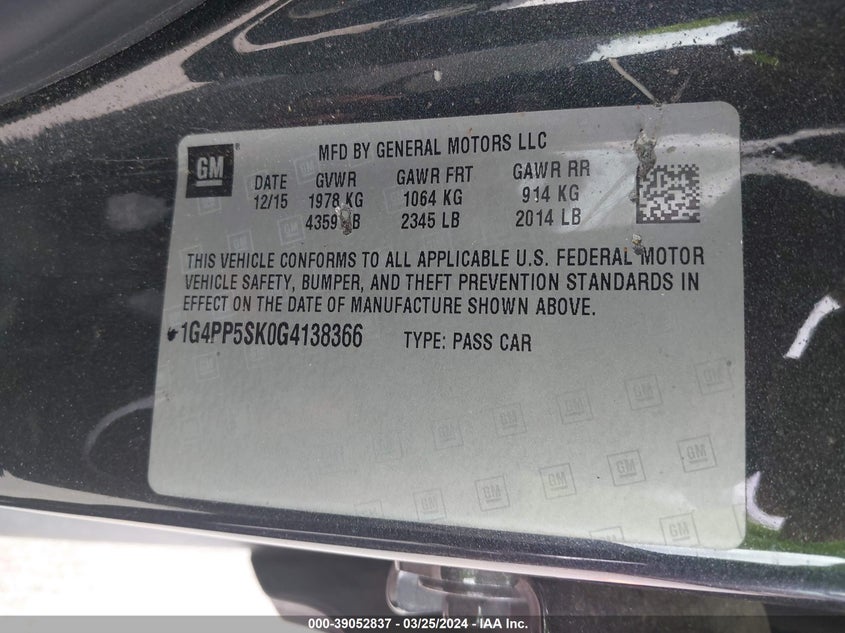 GM
MFD BY GENERAL MOTORS LLC
DATE GVWR GAWR FRT GAWR RR
12/15 1978 KG 1064 KG 914 KG
4359 LB 2345 LB 2014 LB
THIS VEHICLE CONFORMS TO ALL APPLICABLE U.S. FEDERAL MOTOR
VEHICLE SAFETY, BUMPER, AND THEFT PREVENTION STANDARDS IN
EFFECT ON THE DATE OF MANUFACTURE SHOWN ABOVE.
1G4PP5SK0G4138366 TYPE: PASS CAR
000-39052837 - 03/25/2024 - IAA Inc.